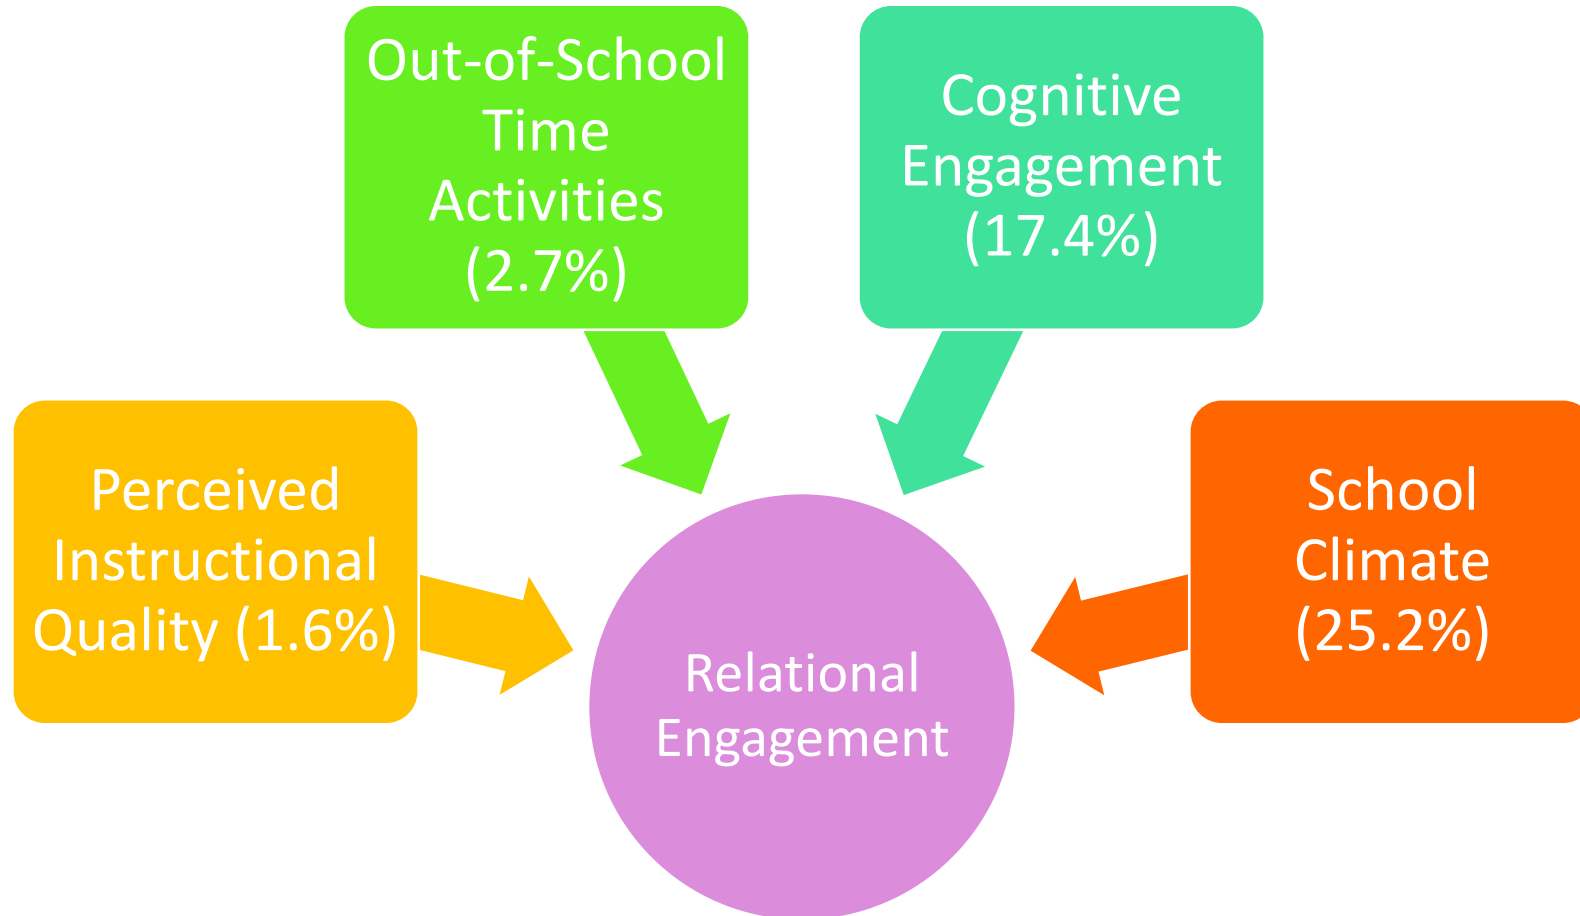 Out-of-School
Time
Activities
(2.7%)
Cognitive
Engagement
(17.4%)
Perceived
Instructional
Quality (1.6%)
School
Climate
(25.2%)
Relational
Engagement